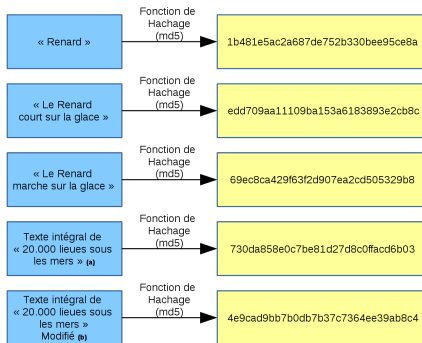 « Renard »
Fonction de
Hachage
(md5)
1b481e5ac2a687de752b330bee95ce8a
« Le Renard
court sur la glace »
Fonction de
Hachage
(md5)
edd709aa11109ba153a6183893e2cb8c
« Le Renard
marche sur la glace »
Fonction de
Hachage
(md5)
69ec8ca429f63f2d907ea2cd505329b8
Texte intégral de
« 20.000 lieues sous
les mers » (a)
Fonction de
Hachage
(md5)
730da858e0c7be81d27d8c0ffacd6b03
Texte intégral de
« 20.000 lieues sous
les mers »
Modifié (b)
Fonction de
Hachage
(md5)
4e9cad9bb7b0db7b37c7364ee39ab8c4